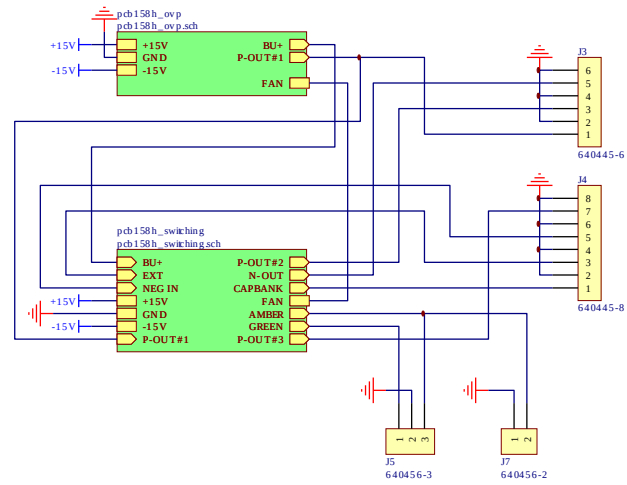 pcb158h_ovp
pcb158h_ovp.sch
+15V
GND
-15V
+15V
-15V
BU+
P-OUT#1
FAN
J3
6
5
4
3
2
1
640445-6
J4
8
7
6
5
4
3
2
1
640445-8
pcb158h_switching
pcb158h_switching.sch
+15V
-15V
BU+
EXT
NEG IN
+15V
GND
-15V
P-OUT#1
P-OUT#2
N-OUT
CAPBANK
FAN
AMBER
GREEN
P-OUT#3
1
2
3
J5
640456-3
1
2
J7
640456-2